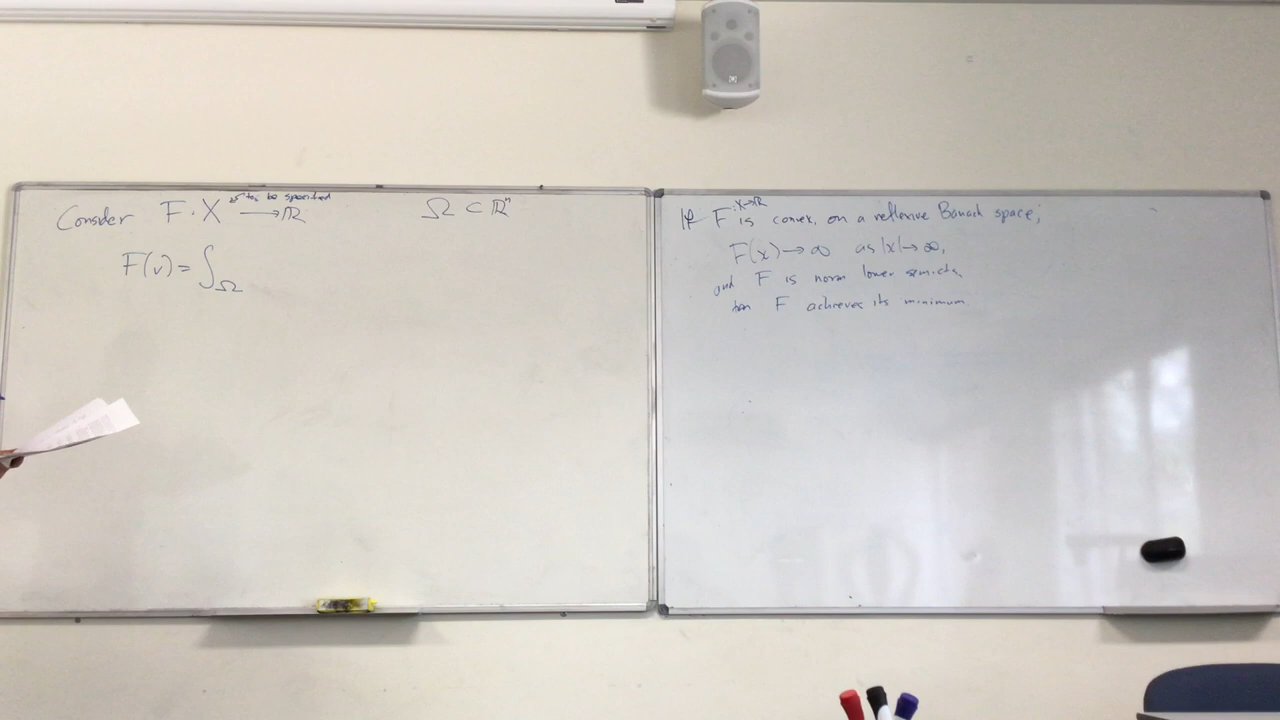 Consider F : X → ℝ
to be specified
Ω ⊂ ℝⁿ
F(v) = ∫_Ω
: X → ℝ
If F is convex, on a reflexive Banach space;
F(x) → ∞ as |x| → ∞,
and F is norm lower semicts,
then F achieves its minimum.